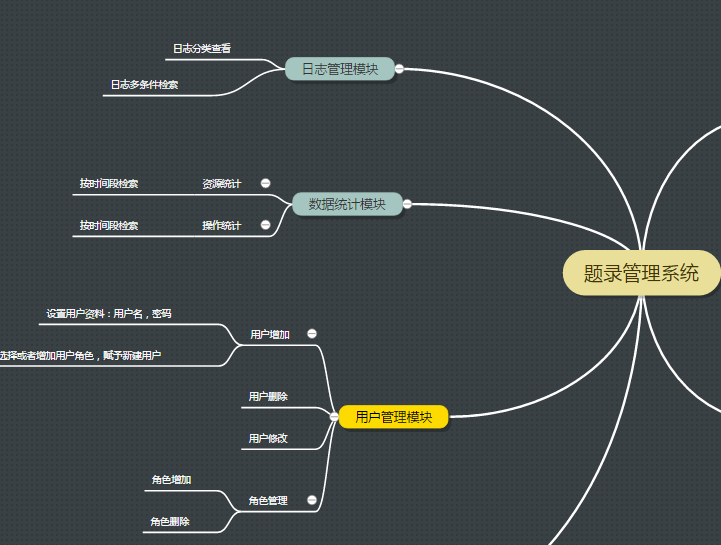 日志分类查看
日志管理模块
日志多条件检索
按时间段检索
资源统计
数据统计模块
按时间段检索
操作统计
题录管理系统
设置用户资料：用户名，密码
用户增加
选择或者增加用户角色，赋予新建用户
用户删除
用户管理模块
用户修改
角色增加
角色管理
角色删除